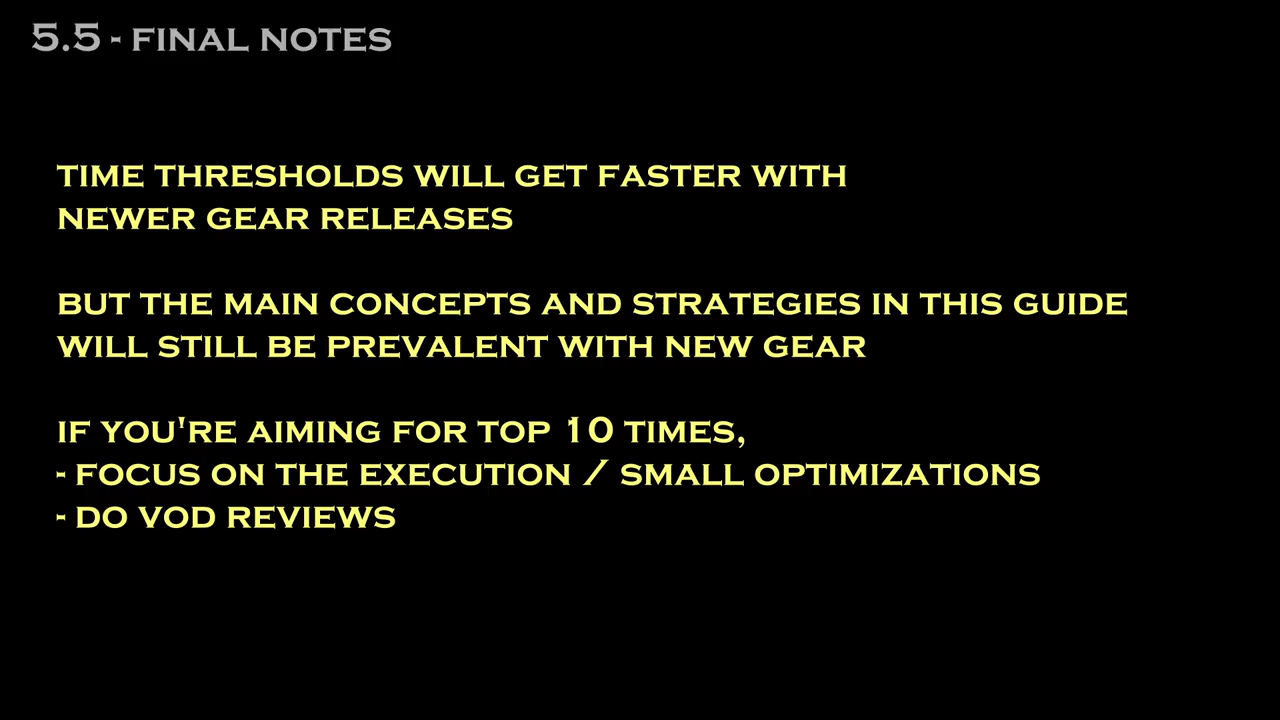 5.5 - FINAL NOTES
TIME THRESHOLDS WILL GET FASTER WITH
NEWER GEAR RELEASES
BUT THE MAIN CONCEPTS AND STRATEGIES IN THIS GUIDE
WILL STILL BE PREVALENT WITH NEW GEAR
IF YOU'RE AIMING FOR TOP 10 TIMES,
- FOCUS ON THE EXECUTION / SMALL OPTIMIZATIONS
- DO VOD REVIEWS